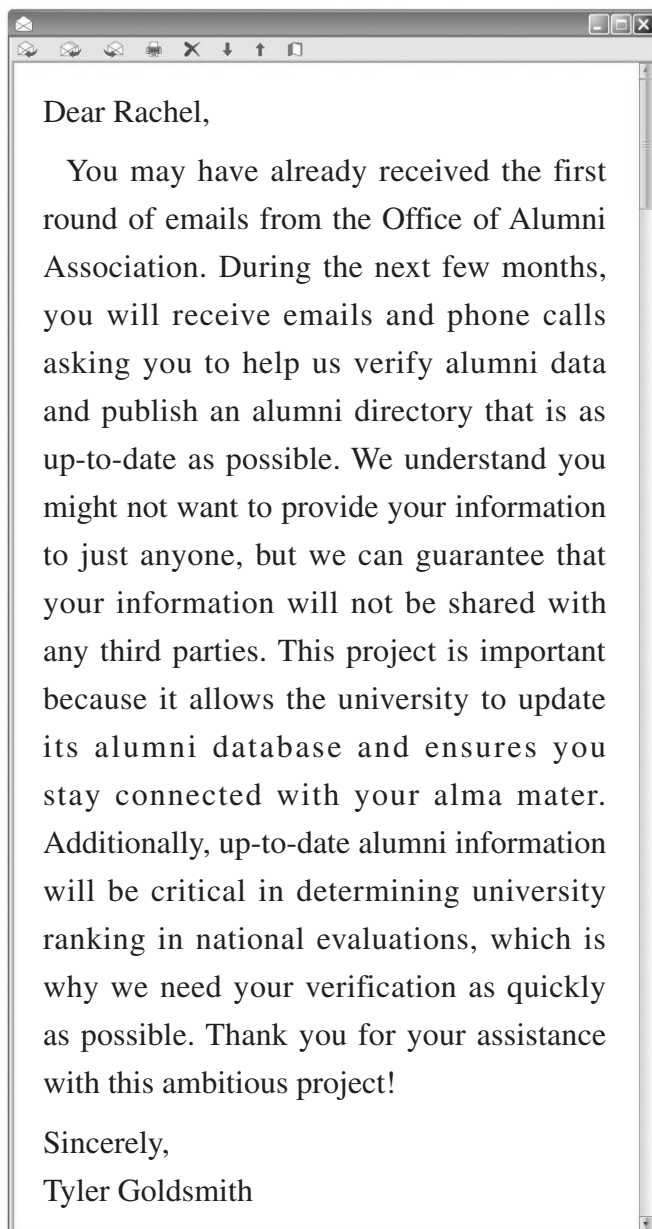 Dear Rachel,
You may have already received the first
round of emails from the Office of Alumni
Association. During the next few months,
you will receive emails and phone calls
asking you to help us verify alumni data
and publish an alumni directory that is as
up-to-date as possible. We understand you
might not want to provide your information
to just anyone, but we can guarantee that
your information will not be shared with
any third parties. This project is important
because it allows the university to update
its alumni database and ensures you
stay connected with your alma mater.
Additionally, up-to-date alumni information
will be critical in determining university
ranking in national evaluations, which is
why we need your verification as quickly
as possible. Thank you for your assistance
with this ambitious project!
Sincerely,
Tyler Goldsmith